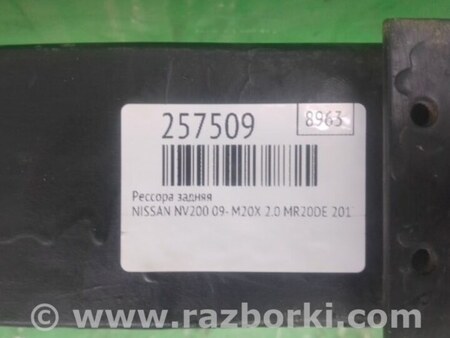 257509
8963
Рессора задняя
NISSAN NV200 09- M20X 2.0 MR20DE 201
www.razborki.com